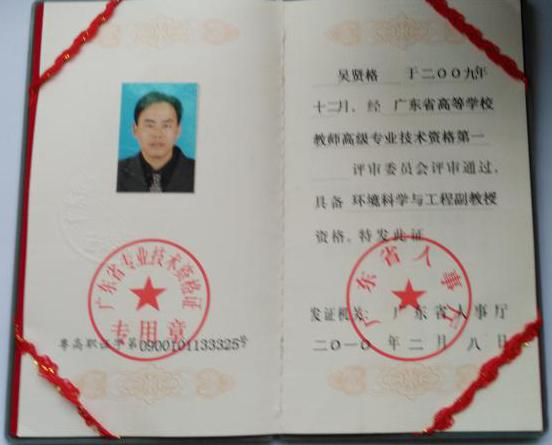 广东省专业技术资格证
专用章
粤高职证字第0900101133325号
吴贤格 于二〇〇九年
十二月、经 广东省高等学校
教师高级专业技术资格第一
评审委员会评审通过,
具备 环境科学与工程副教授
资格。特发此证
广东省人事厅
发证机关: 广东省人事厅
二〇一〇年二月八日